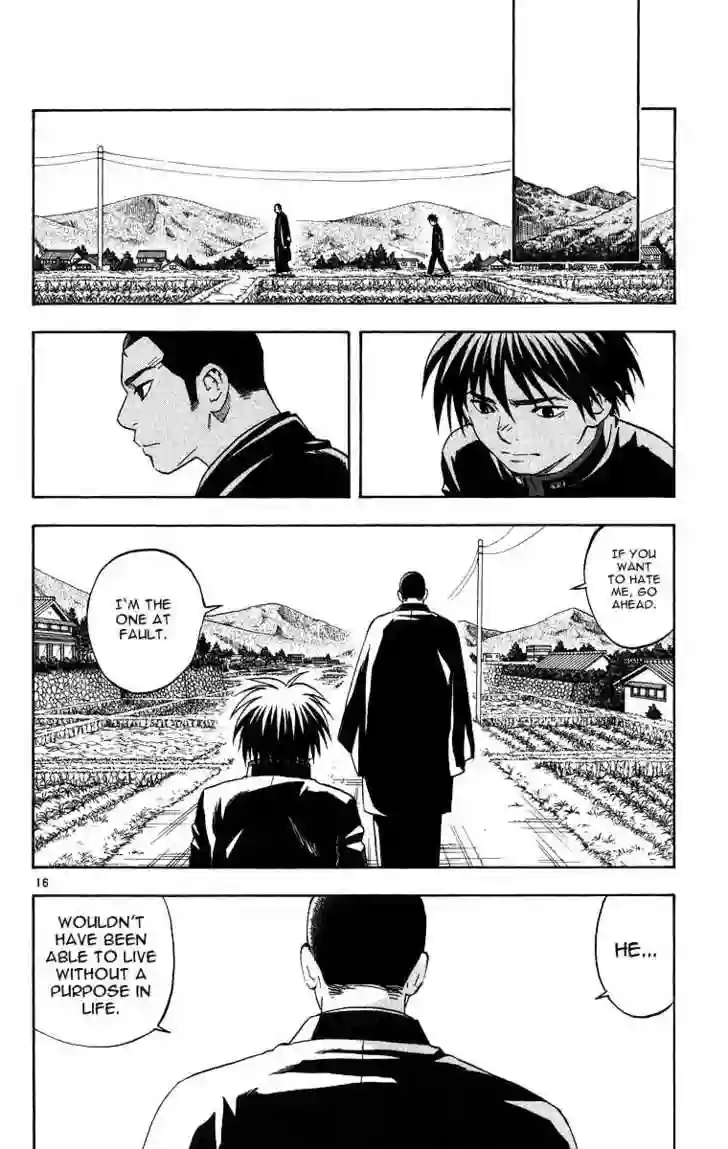 IF YOU
WANT
TO HATE
ME, GO
AHEAD.
I'M THE
ONE AT
FAULT.
16
HE...
WOULDN'T
HAVE BEEN
ABLE TO LIVE
WITHOUT A
PURPOSE IN
LIFE.